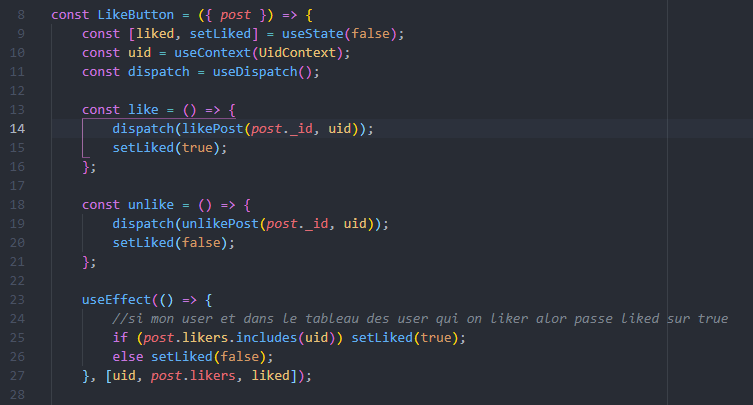 8 const LikeButton = ({ post }) => {
9 const [liked, setLiked] = useState(false);
10 const uid = useContext(UidContext);
11 const dispatch = useDispatch();
12
13 const like = () => {
14 dispatch(likePost(post._id, uid));
15 setLiked(true);
16 };
17
18 const unlike = () => {
19 dispatch(unlikePost(post._id, uid));
20 setLiked(false);
21 };
22
23 useEffect(() => {
24 //si mon user et dans le tableau des user qui on liker alor passe liked sur true
25 if (post.likers.includes(uid)) setLiked(true);
26 else setLiked(false);
27 }, [uid, post.likers, liked]);
28